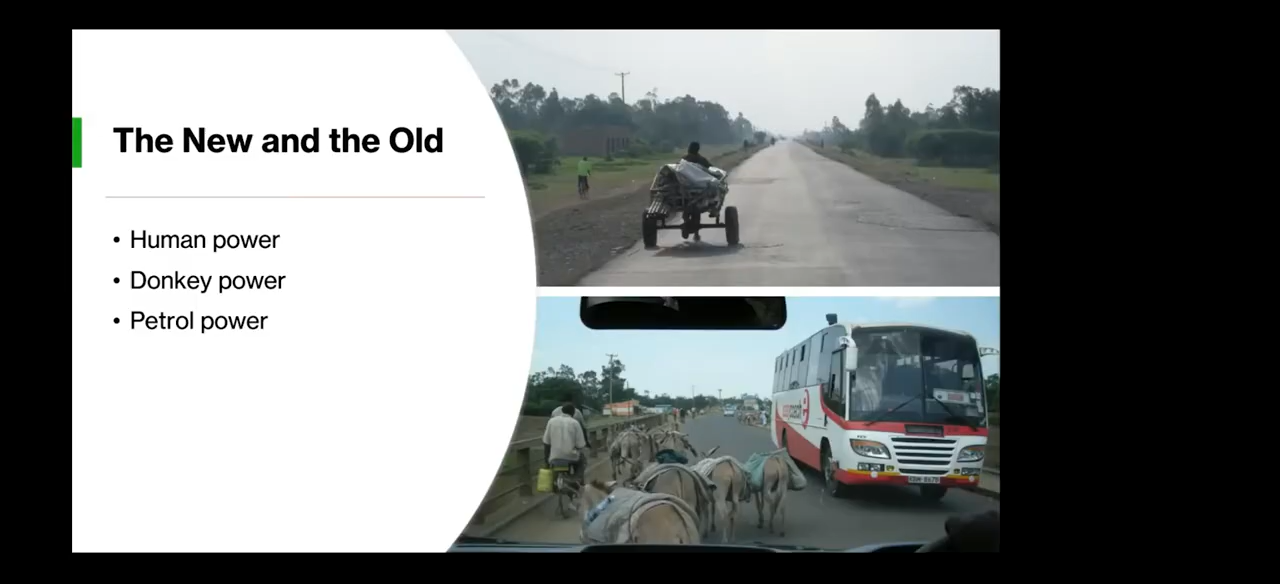 The New and the Old
• Human power
• Donkey power
• Petrol power